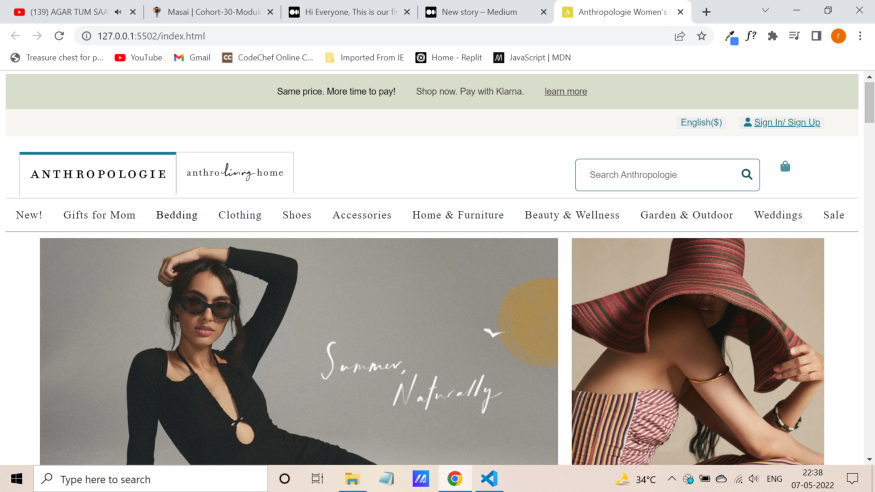 (139) AGAR TUM SAA
Masai | Cohort-30-Modul
Hi Everyone, This is our fi
New story – Medium
Anthropologie Women's
127.0.0.1:5502/index.html
f?
r
Treasure chest for p...
YouTube
Gmail
CC
CodeChef Online C...
Imported From IE
Home - Replit
JavaScript | MDN
Same price. More time to pay! Shop now. Pay with Klarna. learn more
English($)
Sign In/ Sign Up
ANTHROPOLOGIE
anthroliving home
Search Anthropologie
New! Gifts for Mom Bedding Clothing Shoes Accessories Home & Furniture Beauty & Wellness Garden & Outdoor Weddings Sale
Summer,
Naturally
Type here to search
34°C
ENG
22:38
07-05-2022